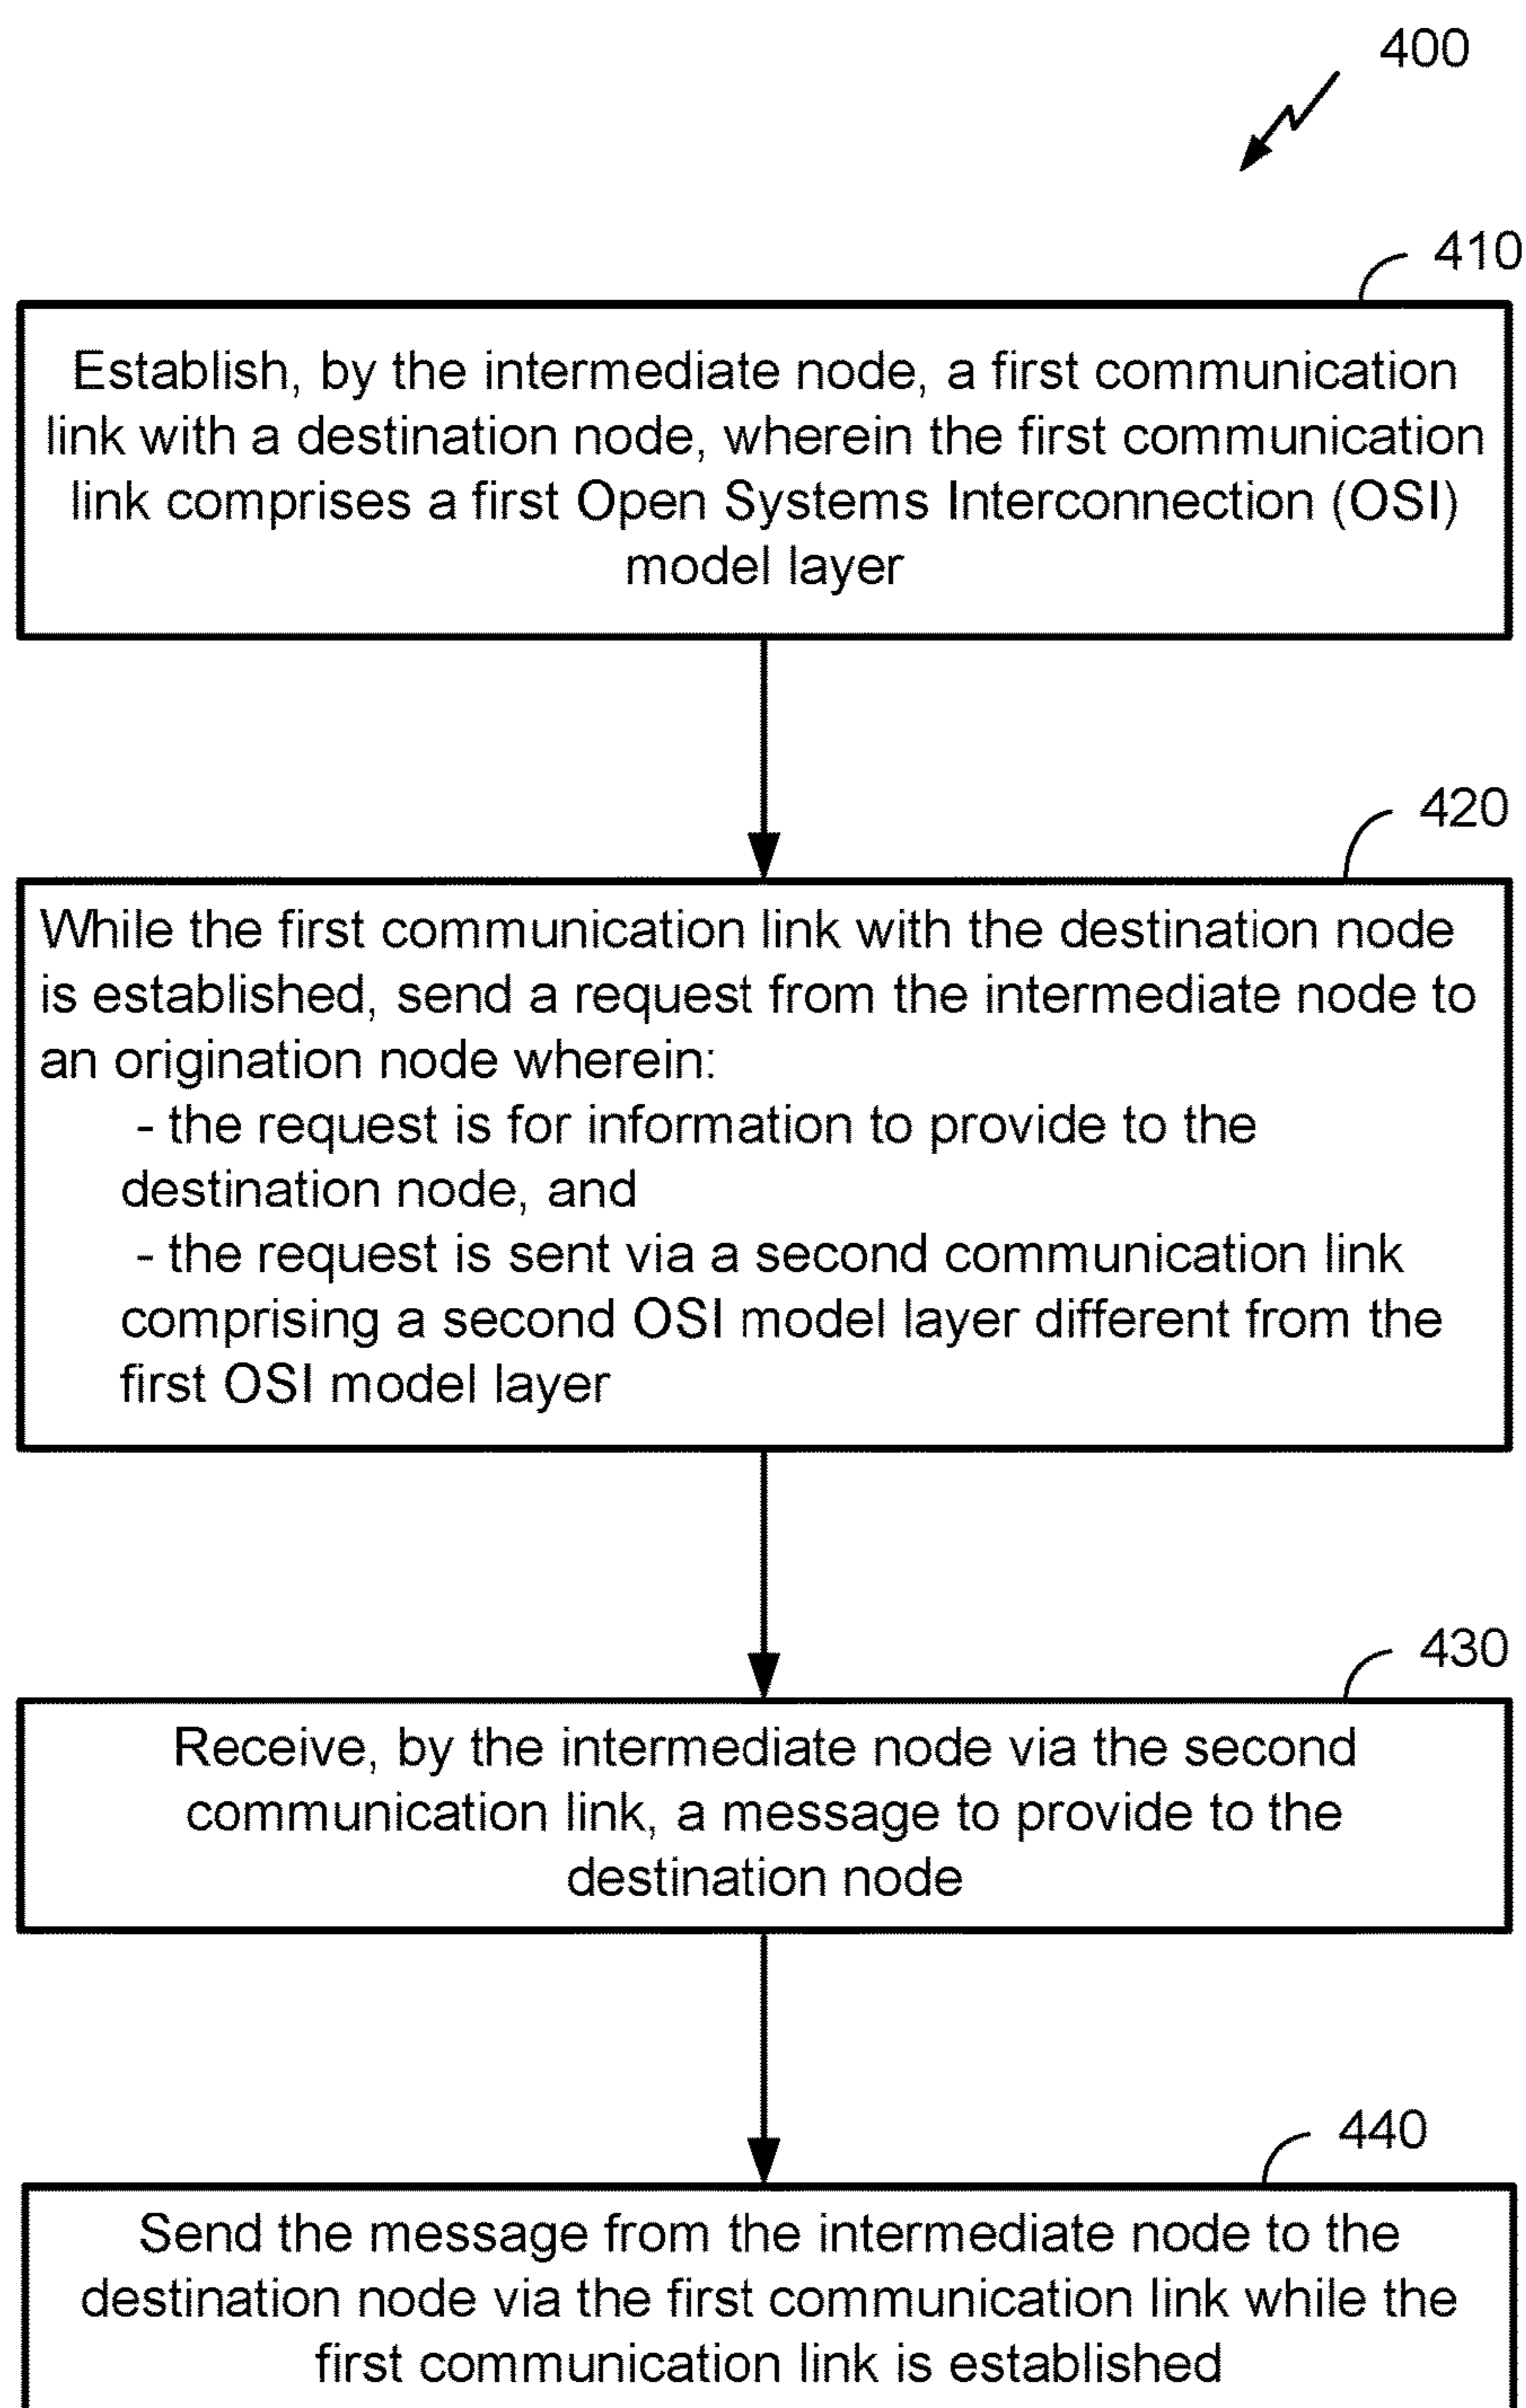 400
410
Establish, by the intermediate node, a first communication
link with a destination node, wherein the first communication
link comprises a first Open Systems Interconnection (OSI)
model layer
420
While the first communication link with the destination node
is established, send a request from the intermediate node to
an origination node wherein:
- the request is for information to provide to the
destination node, and
- the request is sent via a second communication link
comprising a second OSI model layer different from the
first OSI model layer
430
Receive, by the intermediate node via the second
communication link, a message to provide to the
destination node
440
Send the message from the intermediate node to the
destination node via the first communication link while the
first communication link is established